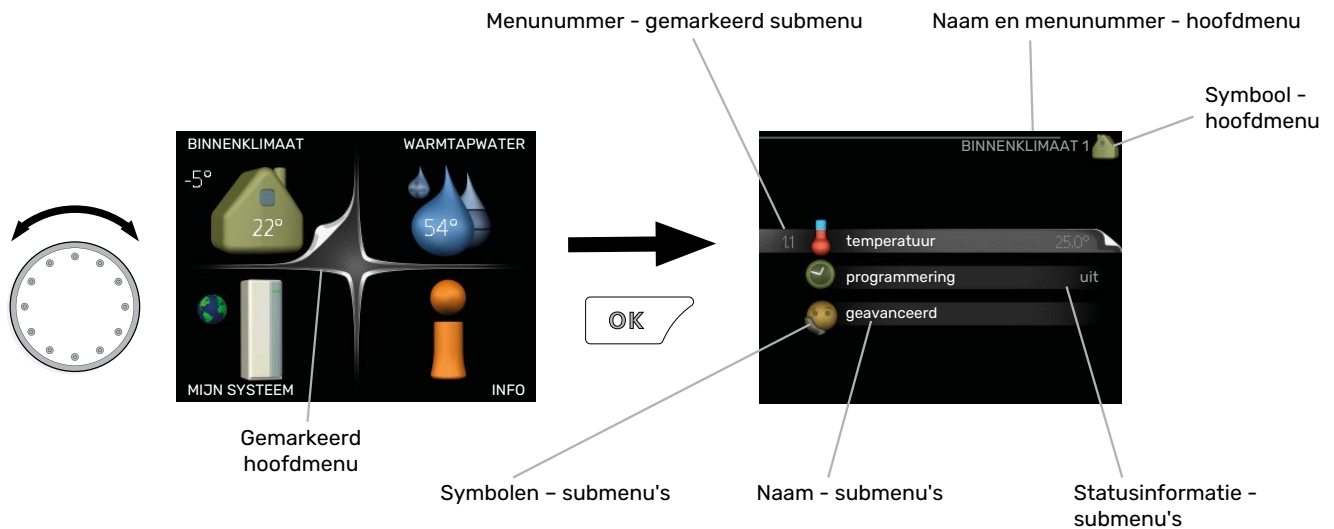 Menunummer - gemarkeerd submenu
Naam en menunummer - hoofdmenu
Symbool -
hoofdmenu
BINNENKLIMAAT
WARMTAPWATER
-5°
22°
54°
MIJN SYSTEEM
INFO
OK
BINNENKLIMAAT 1
1.1 temperatuur 25.0°
programmering uit
geavanceerd
Gemarkeerd
hoofdmenu
Symbolen – submenu's
Naam - submenu's
Statusinformatie -
submenu's